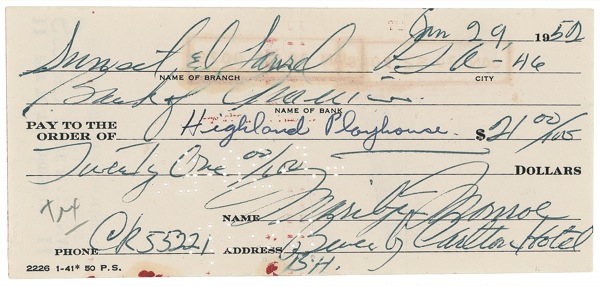 Jan 29, 1952
Sunset & Laurel L A - 46
NAME OF BRANCH CITY
Bank of America
NAME OF BANK
PAY TO THE ORDER OF Highland Playhouse $ 21 00/100
Twenty One 00/100 DOLLARS
NAME Marilyn Monroe
PHONE CR 55221 ADDRESS Beverly Carlton Hotel
B.H.
2226 1-41* 50 P.S.